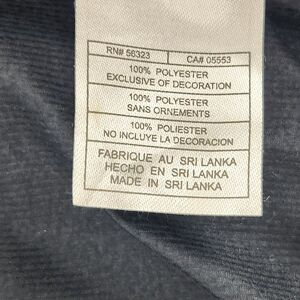 RN# 56323 CA# 05553
100% POLYESTER
EXCLUSIVE OF DECORATION
100% POLYESTER
SANS ORNEMENTS
100% POLIESTER
NO INCLUYE LA DECORACION
FABRIQUE AU SRI LANKA
HECHO EN SRI LANKA
MADE IN SRI LANKA